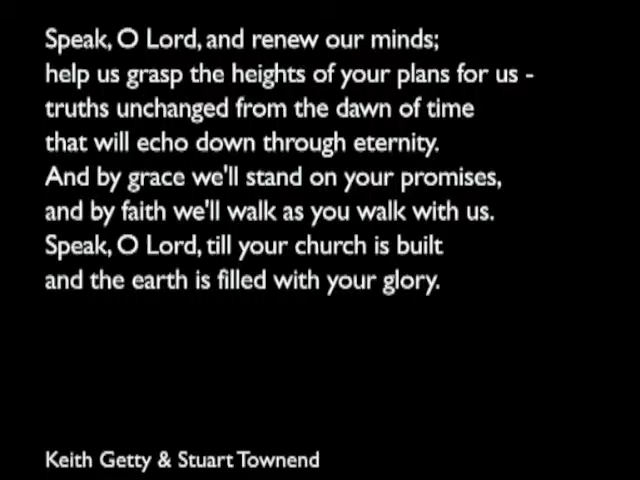 Speak, O Lord, and renew our minds;
help us grasp the heights of your plans for us -
truths unchanged from the dawn of time
that will echo down through eternity.
And by grace we'll stand on your promises,
and by faith we'll walk as you walk with us.
Speak, O Lord, till your church is built
and the earth is filled with your glory.
Keith Getty & Stuart Townend